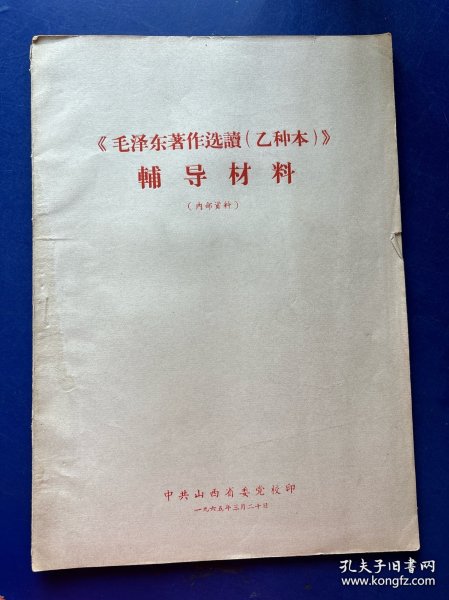 《毛泽东著作选讀(乙种本)》
輔导材料
(内部資料)
中共山西省委党校印
一九六五年三月二十日
孔夫子旧書网
www.kongfz.com